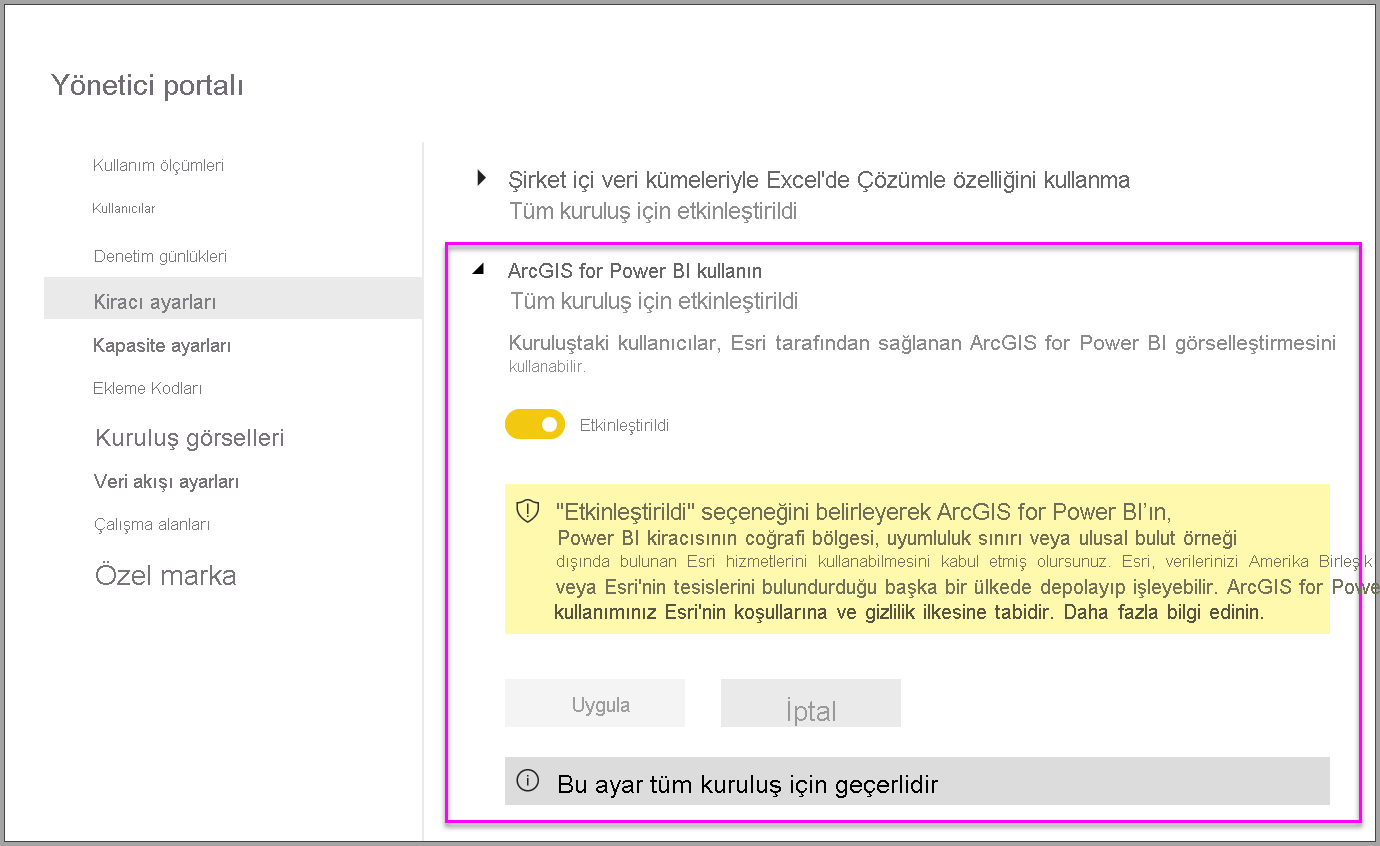 Yönetici portalı
Kullanım ölçümleri
Kullanıcılar
Denetim günlükleri
Kiracı ayarları
Kapasite ayarları
Ekleme Kodları
Kuruluş görselleri
Veri akışı ayarları
Çalışma alanları
Özel marka
Şirket içi veri kümeleriyle Excel'de Çözümle özelliğini kullanma
Tüm kuruluş için etkinleştirildi
ArcGIS for Power BI kullanın
Tüm kuruluş için etkinleştirildi
Kuruluştaki kullanıcılar, Esri tarafından sağlanan ArcGIS for Power BI görselleştirmesini
kullanabilir.
Etkinleştirildi
"Etkinleştirildi" seçeneğini belirleyerek ArcGIS for Power BI’ın,
Power BI kiracısının coğrafi bölgesi, uyumluluk sınırı veya ulusal bulut örneği
dışında bulunan Esri hizmetlerini kullanabilmesini kabul etmiş olursunuz. Esri, verilerinizi Amerika Birleşik
veya Esri'nin tesislerini bulundurduğu başka bir ülkede depolayıp işleyebilir. ArcGIS for Powe
kullanımınız Esri'nin koşullarına ve gizlilik ilkesine tabidir. Daha fazla bilgi edinin.
Uygula
İptal
Bu ayar tüm kuruluş için geçerlidir